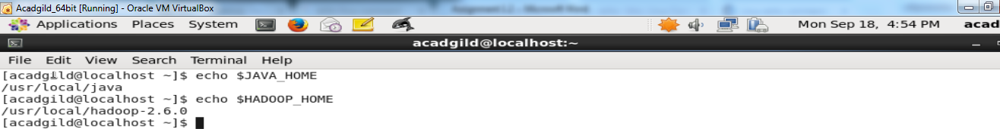 Acadgild_64bit [Running] - Oracle VM VirtualBox
Applications Places System Mon Sep 18, 4:54 PM acad
acadgild@localhost:~
File Edit View Search Terminal Help
[acadgild@localhost ~]$ echo $JAVA_HOME
/usr/local/java
[acadgild@localhost ~]$ echo $HADOOP_HOME
/usr/local/hadoop-2.6.0
[acadgild@localhost ~]$